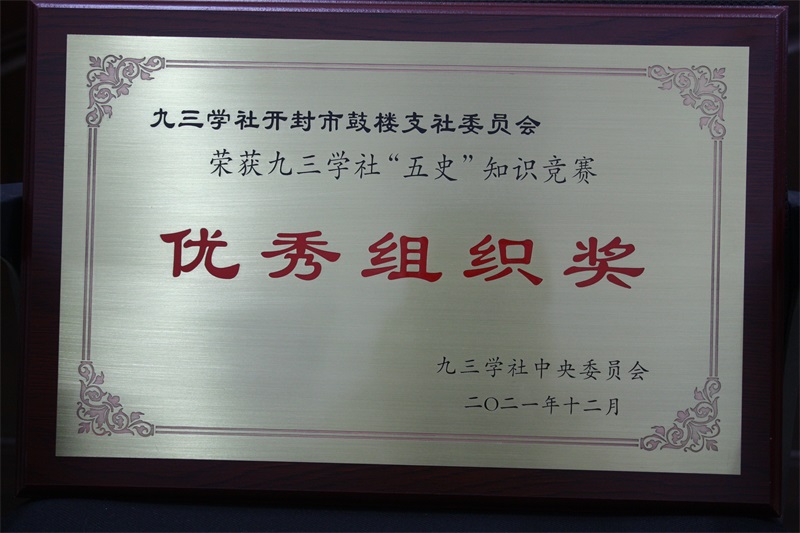 九三学社开封市鼓楼支社委员会
荣获九三学社“五史”知识竞赛
优秀组织奖
九三学社中央委员会
二〇二一年十二月